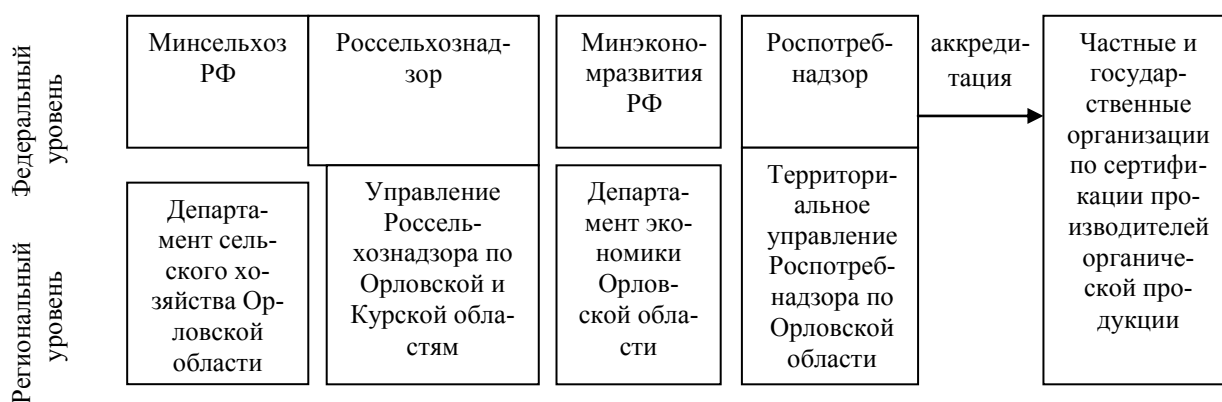 Федеральный
уровень
Региональный
уровень
Минсельхоз
РФ
Россельхознад-
зор
Минэконо-
мразвития
РФ
Роспотреб-
надзор
аккреди-
тация
Частные и
государ-
ственные
организации
по сертифи-
кации про-
изводителей
органиче-
ской про-
дукции
Департа-
мент сель-
ского хо-
зяйства Ор-
ловской
области
Управление
Россель-
хознадзора по
Орловской и
Курской обла-
стям
Департа-
мент эко-
номики
Орлов-
ской обла-
сти
Территори-
альное
управление
Роспотреб-
надзора по
Орловской
области